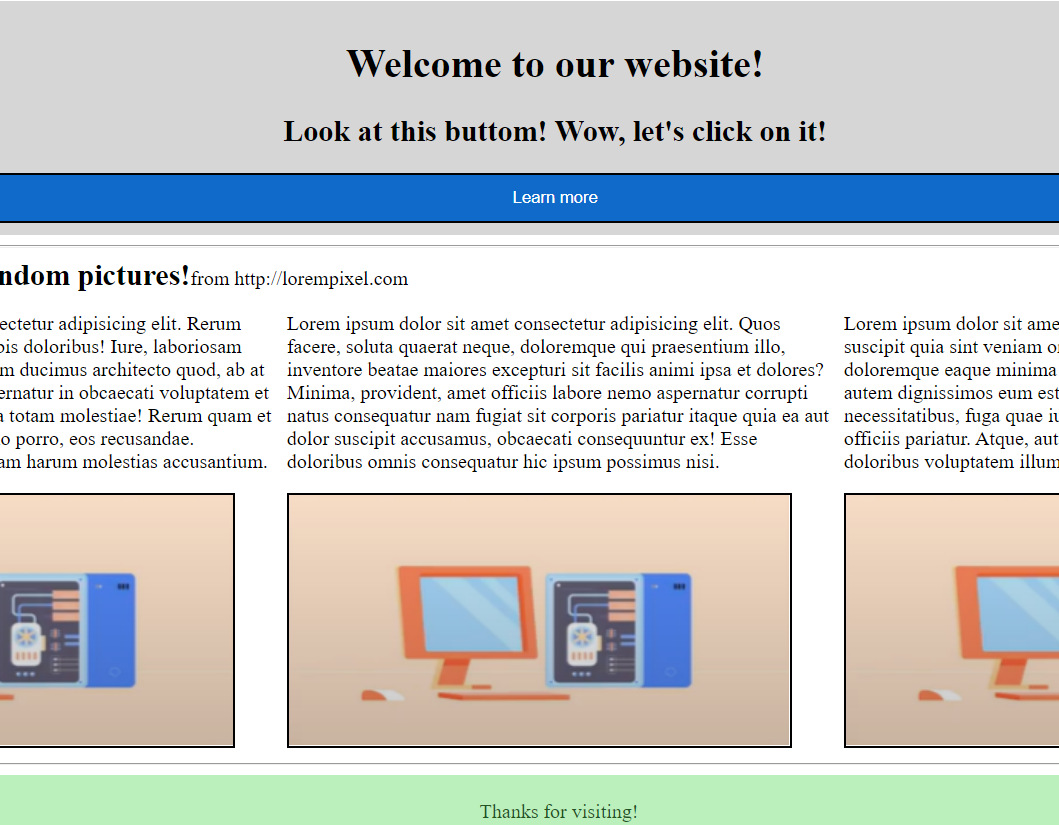 Welcome to our website!
Look at this buttom! Wow, let's click on it!
Learn more
ndom pictures!from http://lorempixel.com
ectetur adipisicing elit. Rerum
bis doloribus! Iure, laboriosam
m ducimus architecto quod, ab at
ernatur in obcaecati voluptatem et
a totam molestiae! Rerum quam et
o porro, eos recusandae.
am harum molestias accusantium.
Lorem ipsum dolor sit amet consectetur adipisicing elit. Quos
facere, soluta quaerat neque, doloremque qui praesentium illo,
inventore beatae maiores excepturi sit facilis animi ipsa et dolores?
Minima, provident, amet officiis labore nemo aspernatur corrupti
natus consequatur nam fugiat sit corporis pariatur itaque quia ea aut
dolor suscipit accusamus, obcaecati consequuntur ex! Esse
doloribus omnis consequatur hic ipsum possimus nisi.
Lorem ipsum dolor sit ame
suscipit quia sint veniam o
doloremque eaque minima
autem dignissimos eum est
necessitatibus, fuga quae iu
officiis pariatur. Atque, aut
doloribus voluptatem illum
Thanks for visiting!